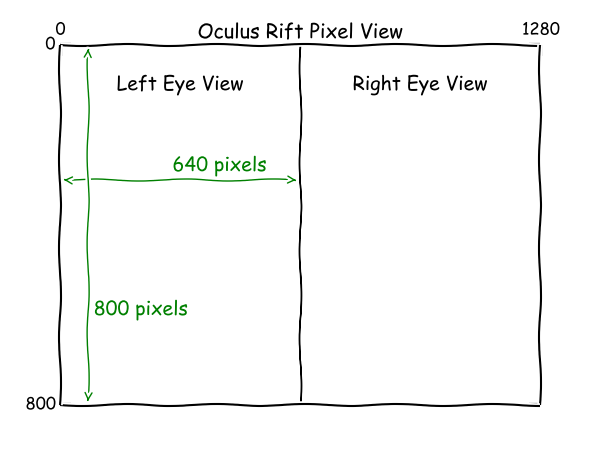 0
Oculus Rift Pixel View
1280
0
Left Eye View
Right Eye View
640 pixels
800 pixels
800